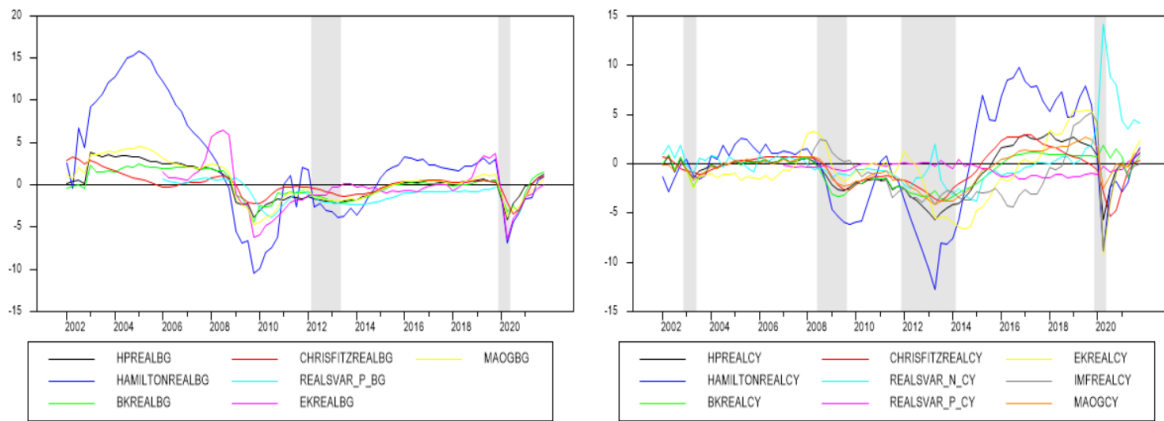 20
15
10
5
0
-5
-10
-15
2002 2004 2006 2008 2010 2012 2014 2016 2018 2020
HPREALBG CHRISFITZREALBG MAOGBG
HAMILTONREALBG REALSVAR_P_BG
BKREALBG EKREALBG
15
10
5
0
-5
-10
-15
2002 2004 2006 2008 2010 2012 2014 2016 2018 2020
HPREALCY CHRISFITZREALCY EKREALCY
HAMILTONREALCY REALSVAR_N_CY IMFREALCY
BKREALCY REALSVAR_P_CY MAOGCY